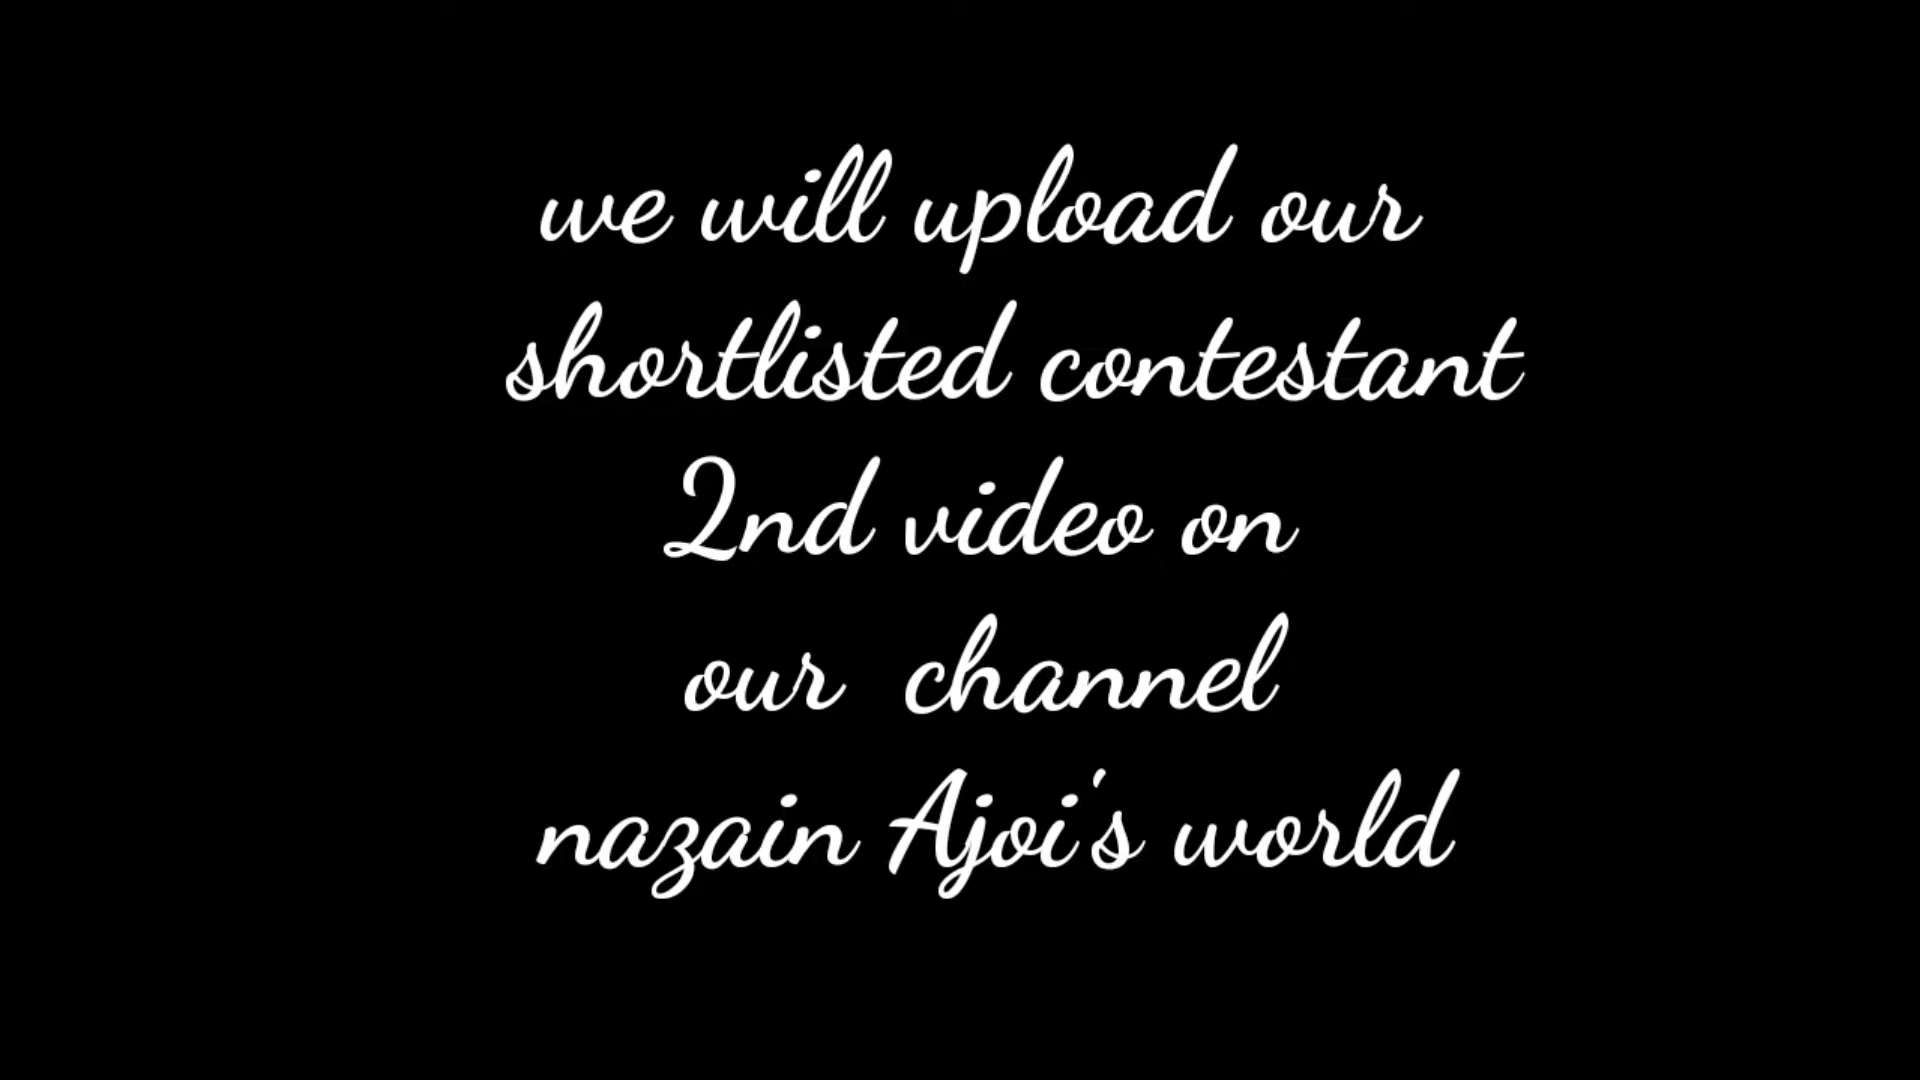 we will upload our
shortlisted contestant
2nd video on
our channel
nazain Ajoi's world